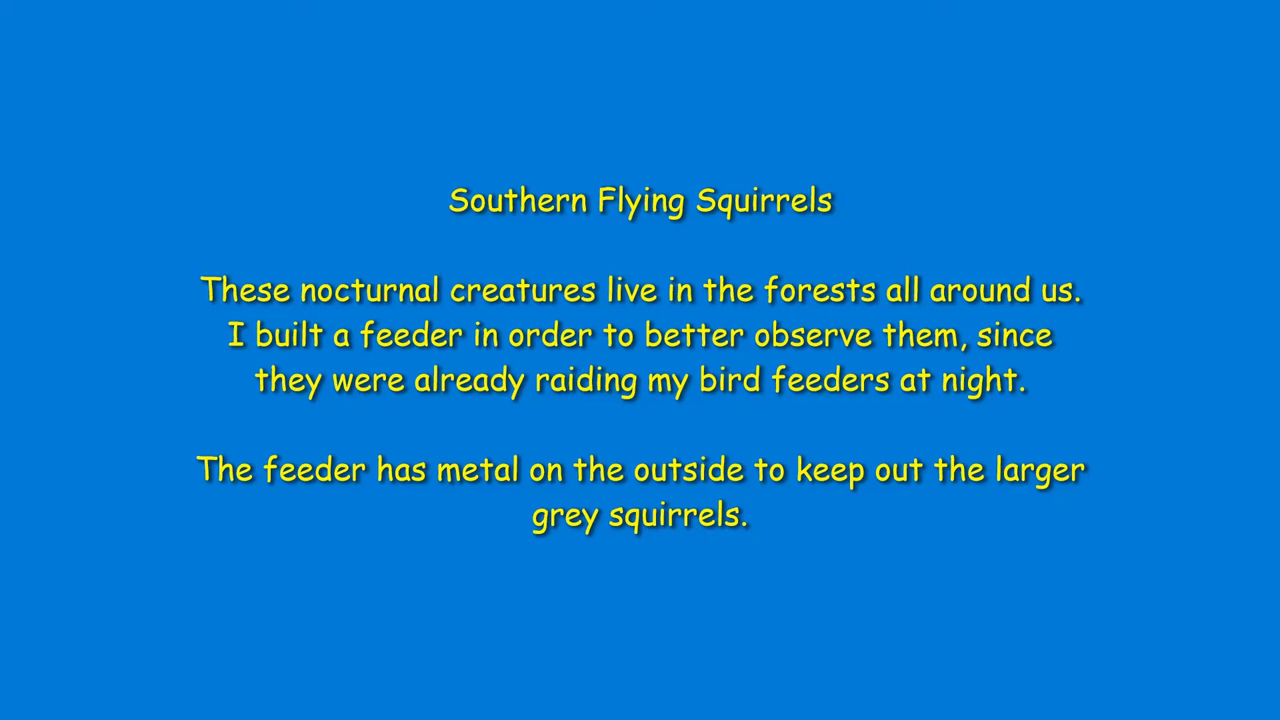 Southern Flying Squirrels
These nocturnal creatures live in the forests all around us.
I built a feeder in order to better observe them, since
they were already raiding my bird feeders at night.
The feeder has metal on the outside to keep out the larger
grey squirrels.